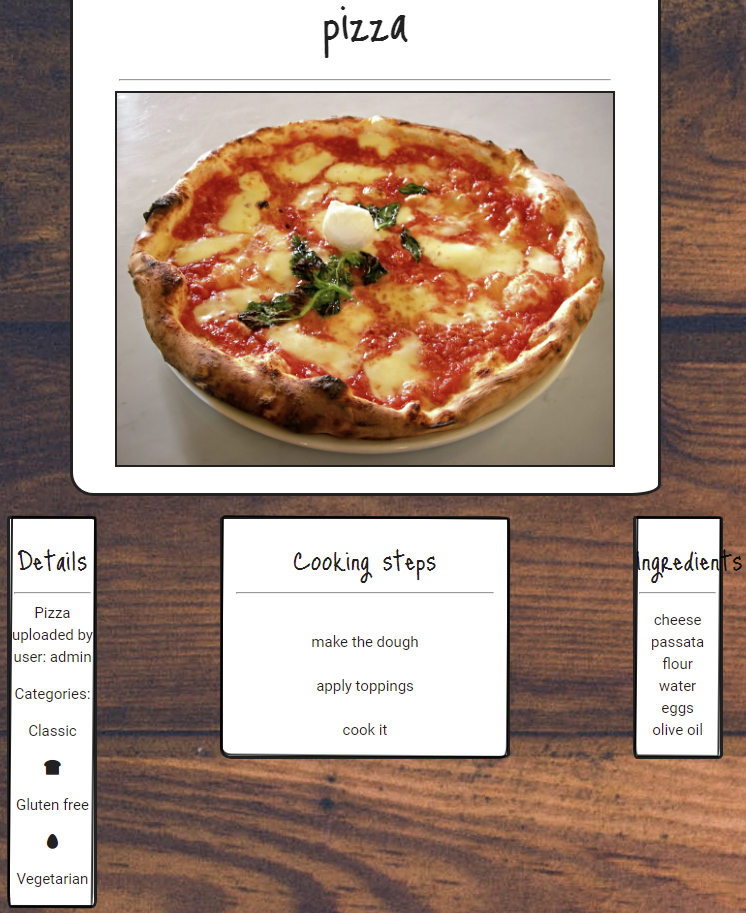 pizza
Details
Pizza
uploaded by
user: admin
Categories:
Classic
Gluten free
Vegetarian
Cooking steps
make the dough
apply toppings
cook it
Ingredients
cheese
passata
flour
water
eggs
olive oil